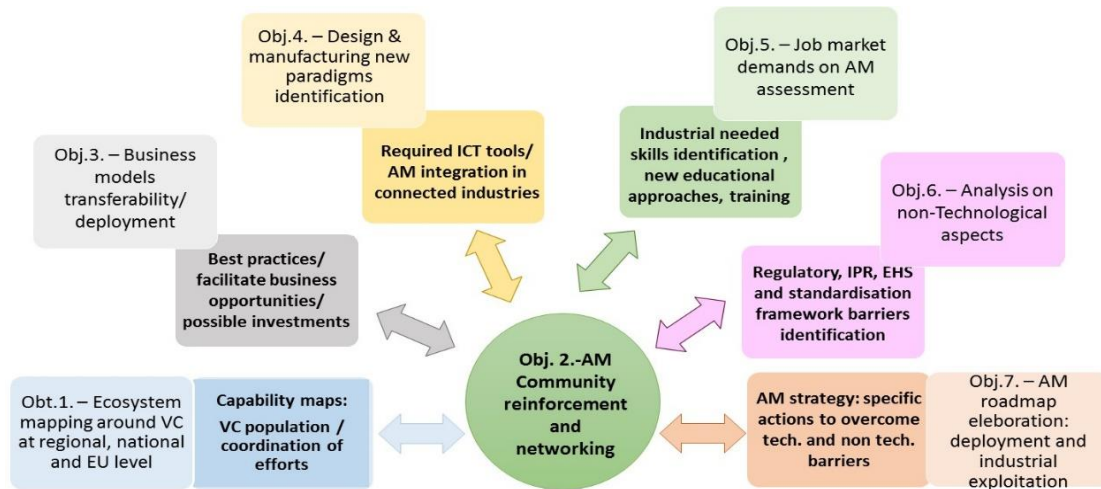 Obj.4. – Design &
manufacturing new
paradigms
identification
Required ICT tools/
AM integration in
connected industries
Obj.5. – Job market
demands on AM
assessment
Industrial needed
skills identification ,
new educational
approaches, training
Obj.3. – Business
models
transferability/
deployment
Best practices/
facilitate business
opportunities/
possible investments
Obj.6. – Analysis on
non-Technological
aspects
Regulatory, IPR, EHS
and standardisation
framework barriers
identification
Obt.1. – Ecosystem
mapping around VC
at regional, national
and EU level
Capability maps:
VC population /
coordination of
efforts
Obj. 2.-AM
Community
reinforcement
and
networking
AM strategy: specific
actions to overcome
tech. and non tech.
barriers
Obj.7. – AM
roadmap
eleboration:
deployment and
industrial
exploitation